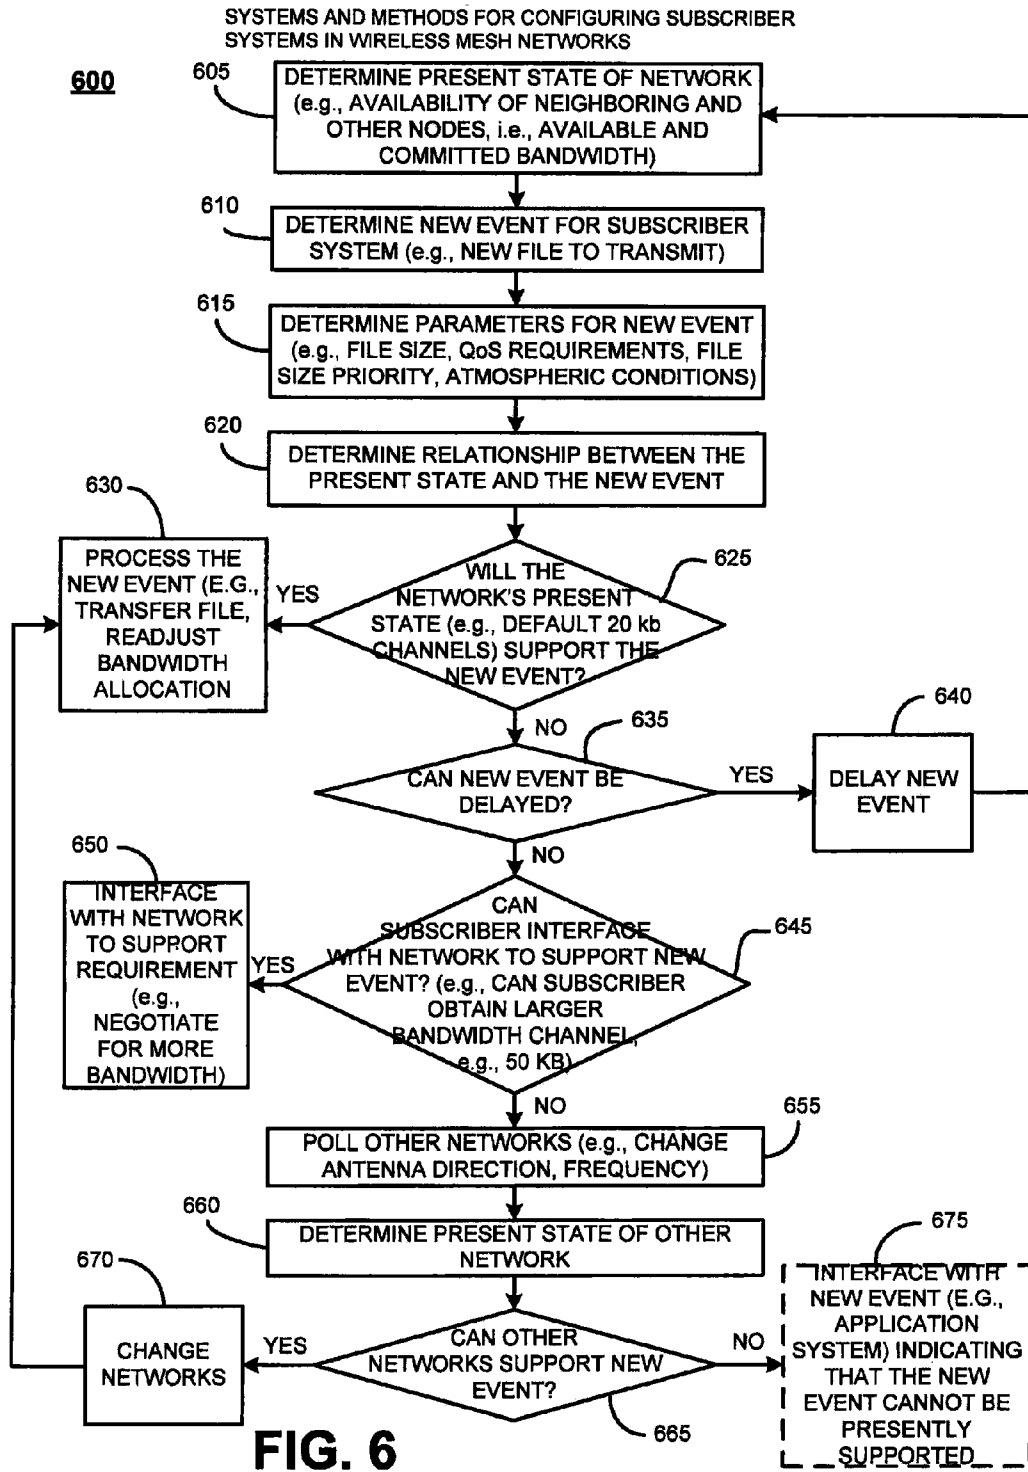 SYSTEMS AND METHODS FOR CONFIGURING SUBSCRIBER
SYSTEMS IN WIRELESS MESH NETWORKS
600
605
DETERMINE PRESENT STATE OF NETWORK
(e.g., AVAILABILITY OF NEIGHBORING AND
OTHER NODES, i.e., AVAILABLE AND
COMMITTED BANDWIDTH)
610
DETERMINE NEW EVENT FOR SUBSCRIBER
SYSTEM (e.g., NEW FILE TO TRANSMIT)
615
DETERMINE PARAMETERS FOR NEW EVENT
(e.g., FILE SIZE, QoS REQUIREMENTS, FILE
SIZE PRIORITY, ATMOSPHERIC CONDITIONS)
620
DETERMINE RELATIONSHIP BETWEEN THE
PRESENT STATE AND THE NEW EVENT
625
WILL THE
NETWORK'S PRESENT
STATE (e.g., DEFAULT 20 kb
CHANNELS) SUPPORT THE
NEW EVENT?
YES
630
PROCESS THE
NEW EVENT (E.G.,
TRANSFER FILE,
READJUST
BANDWIDTH
ALLOCATION
NO
635
CAN NEW EVENT BE
DELAYED?
YES
640
DELAY NEW
EVENT
NO
645
CAN
SUBSCRIBER INTERFACE
WITH NETWORK TO SUPPORT NEW
EVENT? (e.g., CAN SUBSCRIBER
OBTAIN LARGER
BANDWIDTH CHANNEL,
e.g., 50 KB)
YES
650
INTERFACE
WITH NETWORK
TO SUPPORT
REQUIREMENT
(e.g.,
NEGOTIATE
FOR MORE
BANDWIDTH)
NO
655
POLL OTHER NETWORKS (e.g., CHANGE
ANTENNA DIRECTION, FREQUENCY)
660
DETERMINE PRESENT STATE OF OTHER
NETWORK
665
CAN OTHER
NETWORKS SUPPORT NEW
EVENT?
YES
670
CHANGE
NETWORKS
NO
675
INTERFACE WITH
NEW EVENT (E.G.,
APPLICATION
SYSTEM) INDICATING
THAT THE NEW
EVENT CANNOT BE
PRESENTLY
SUPPORTED
FIG. 6